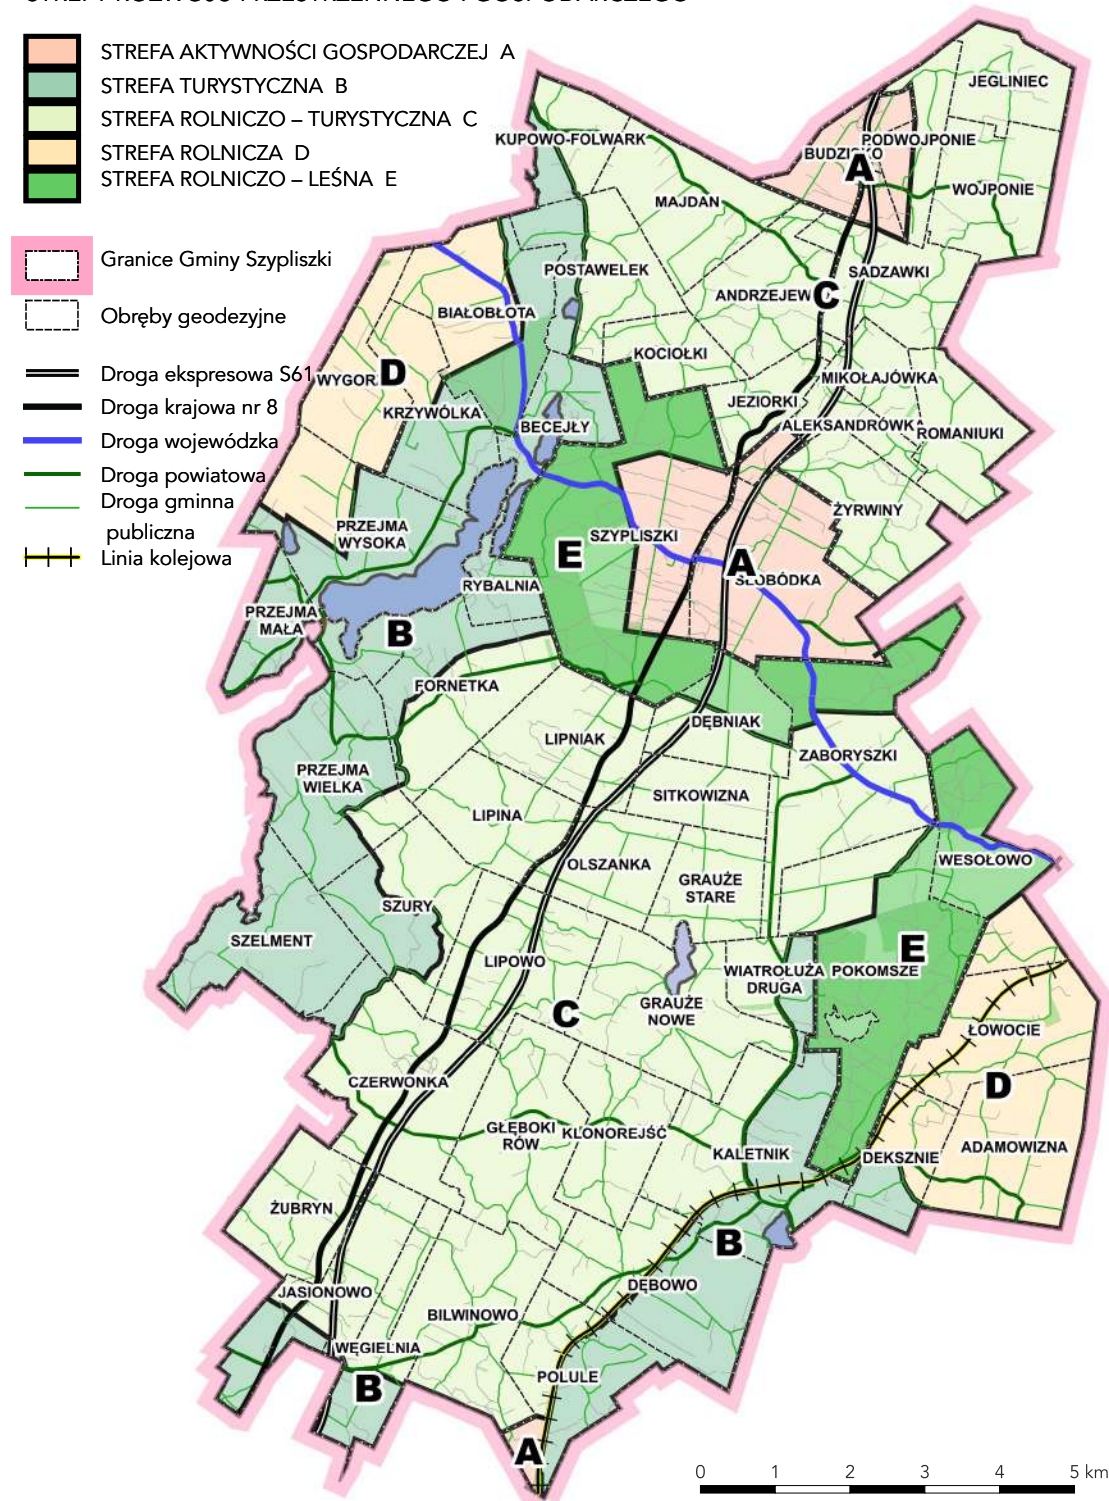 STREFA AKTYWNOŚCI GOSPODARCZEJ A
STREFA TURYSTYCZNA B
STREFA ROLNICZO – TURYSTYCZNA C
STREFA ROLNICZA D
STREFA ROLNICZO – LEŚNA E
Granice Gminy Szypliszki
Obręby geodezyjne
Droga ekspresowa S61
Droga krajowa nr 8
Droga wojewódzka
Droga powiatowa
Droga gminna
publiczna
Linia kolejowa
JEGLINIEC
KUPOWO-FOLWARK
PODWOJPONIE
BUDZISKO
A
WOJPONIE
MAJDAN
POSTAWELEK
SADZAWKI
ANDRZEJEW
C
BIAŁOBŁOTA
KOCIOŁKI
D
MIKOŁAJÓWKA
KRZYWÓLKA
JEZIORKI
BECEJŁY
ALEKSANDRÓWKA
ROMANIUKI
ŻYRWINY
PRZEJMA
WYSOKA
SZYPLISZKI
E
A
SŁOBÓDKA
RYBALNIA
PRZEJMA
MAŁA
B
FORNETKA
DĘBNIAK
LIPNIAK
ZABORYSZKI
PRZEJMA
WIELKA
SITKOWIZNA
LIPINA
OLSZANKA
WESOŁOWO
GRAUŻE
STARE
SZURY
SZELMENT
E
LIPOWO
WIATROŁUŻA
DRUGA
POKOMSZE
C
GRAUŻE
NOWE
ŁOWOCIE
CZERWONKA
D
GŁĘBOKI
RÓW
KLONOREJŚĆ
KALETNIK
DEKSZNIE
ADAMOWIZNA
ŻUBRYN
B
DĘBOWO
JASIONOWO
BILWINOWO
WĘGIELNIA
B
POLULE
A
0 1 2 3 4 5 km